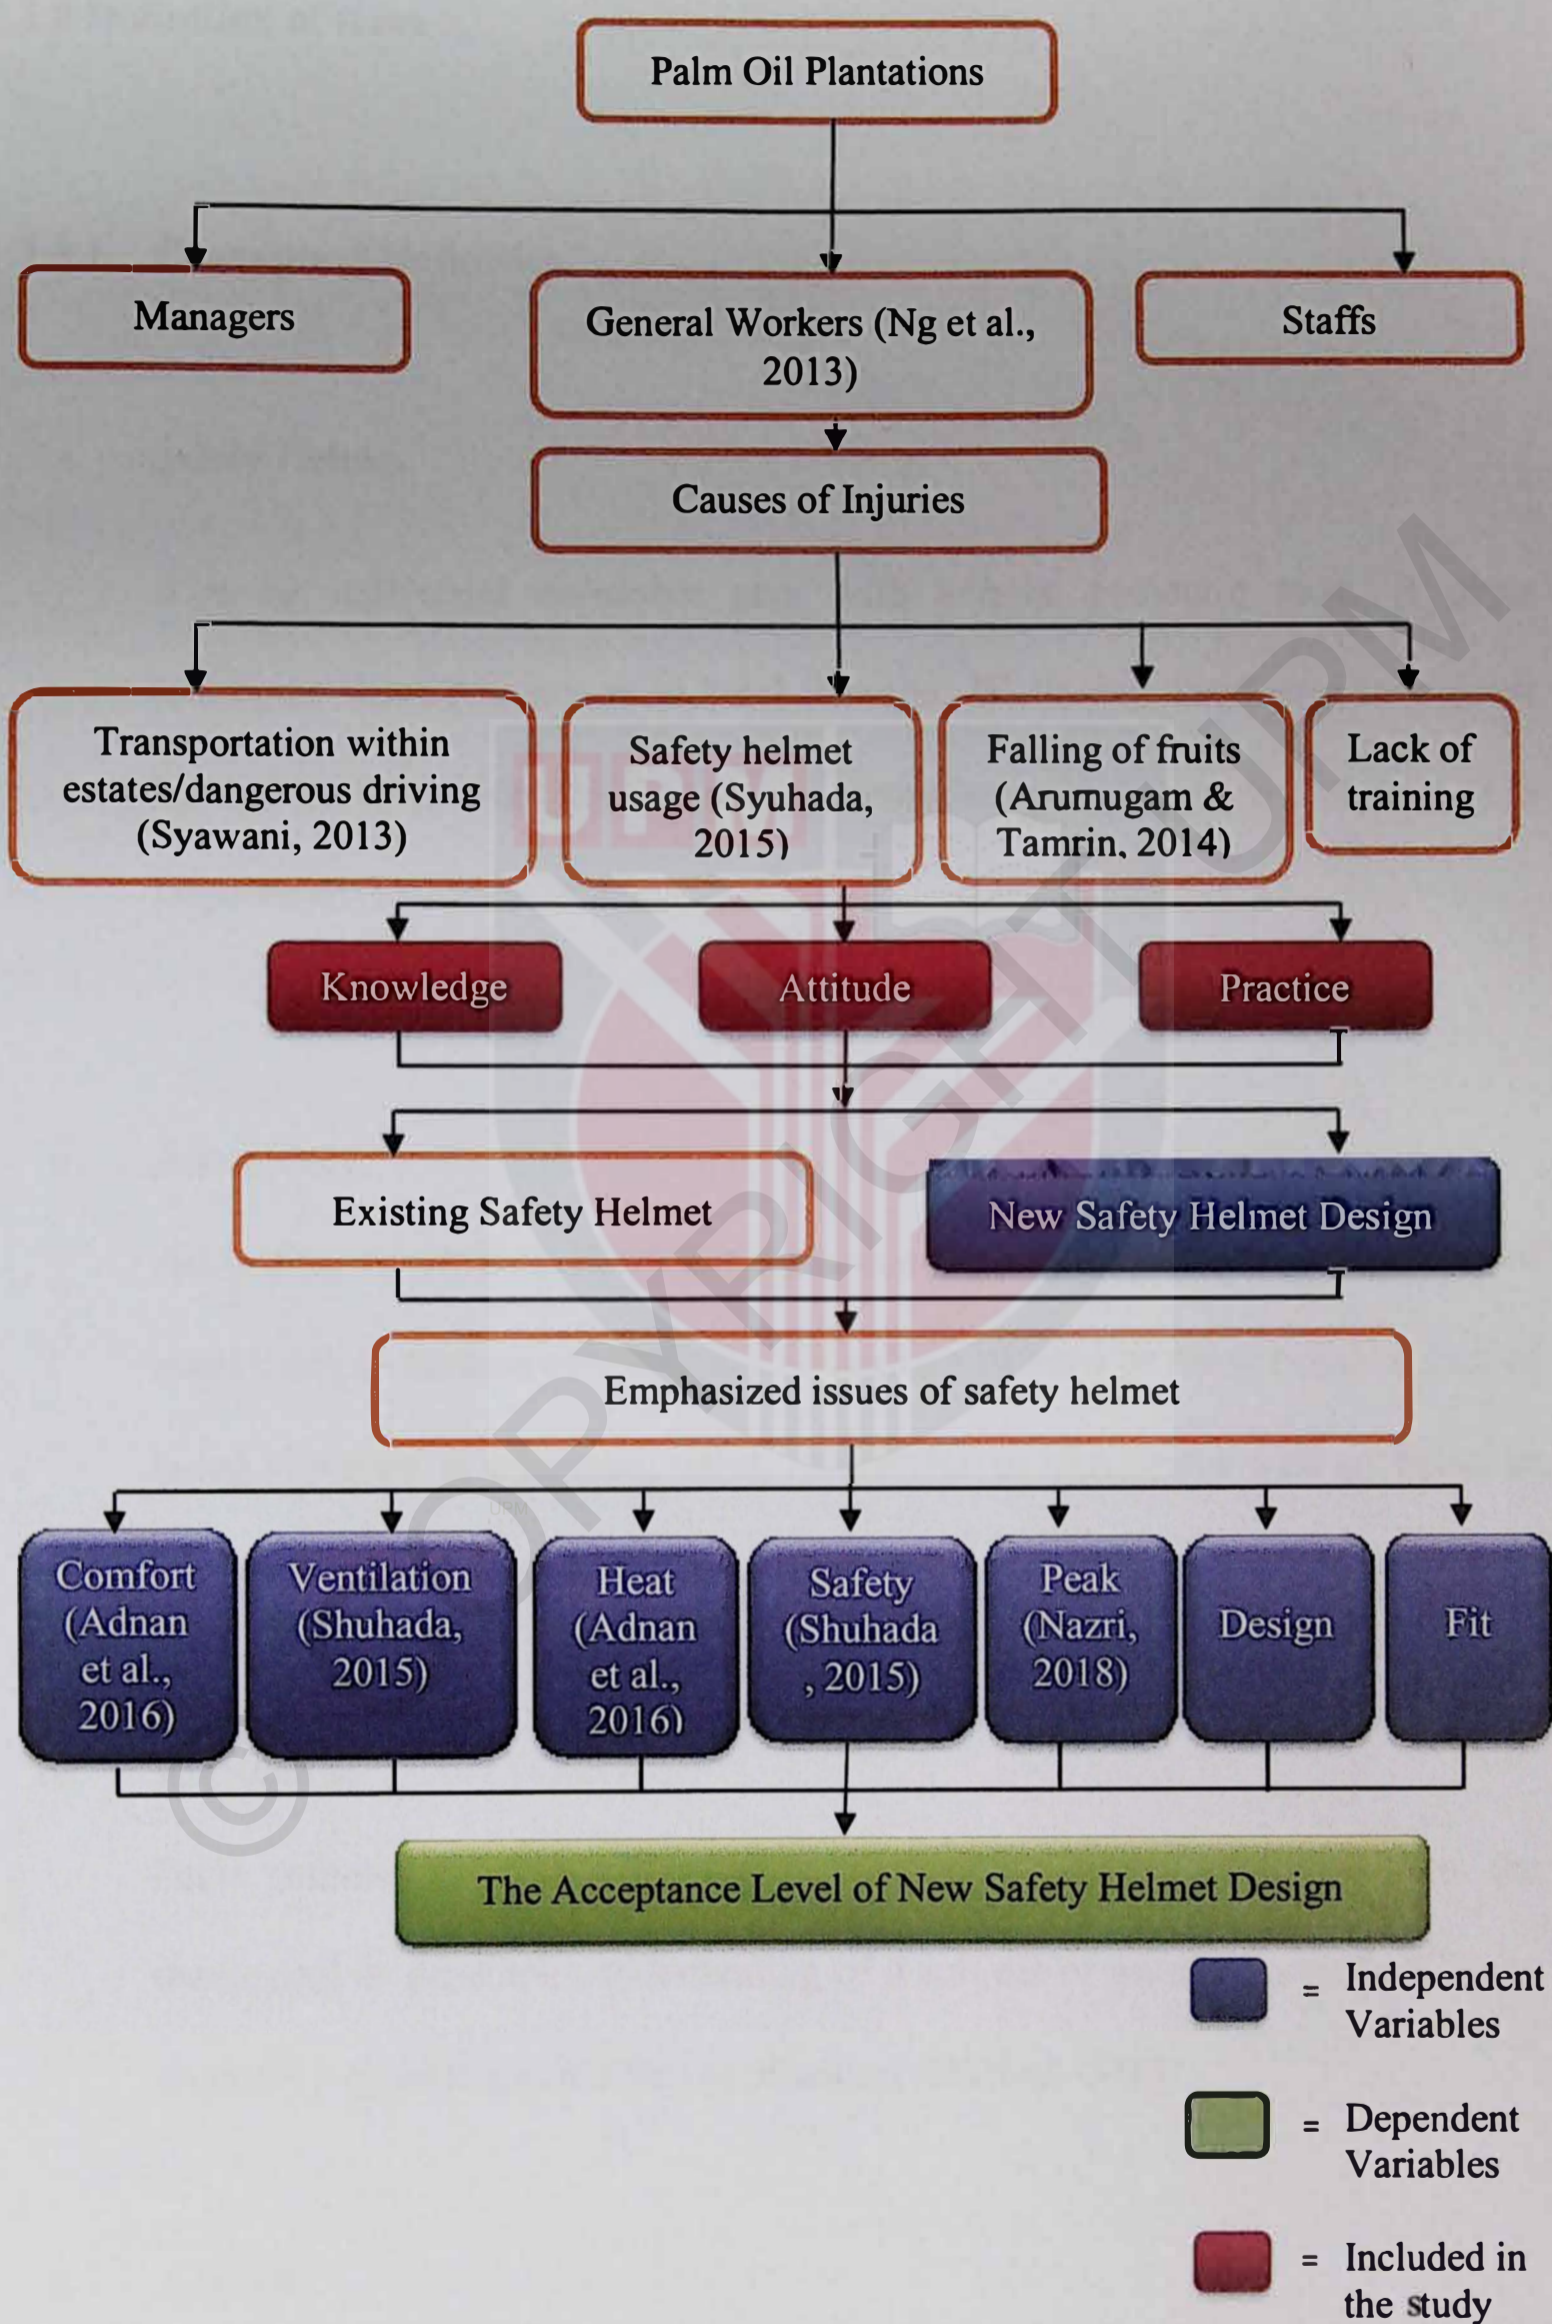 Palm Oil Plantations
Managers
General Workers (Ng et al.,
2013)
Staffs
Causes of Injuries
Transportation within
estates/dangerous driving
(Syawani, 2013)
Safety helmet
usage (Syuhada,
2015)
Falling of fruits
(Arumugam &
Tamrin, 2014)
Lack of
training
Knowledge
Attitude
Practice
Existing Safety Helmet
New Safety Helmet Design
Emphasized issues of safety helmet
Comfort
(Adnan
et al.,
2016)
Ventilation
(Shuhada,
2015)
Heat
(Adnan
et al.,
2016)
Safety
(Shuhada
, 2015)
Peak
(Nazri,
2018)
Design
Fit
The Acceptance Level of New Safety Helmet Design
= Independent
Variables
= Dependent
Variables
= Included in
the study
UPM
UPM
© COPYRIGHT UPM